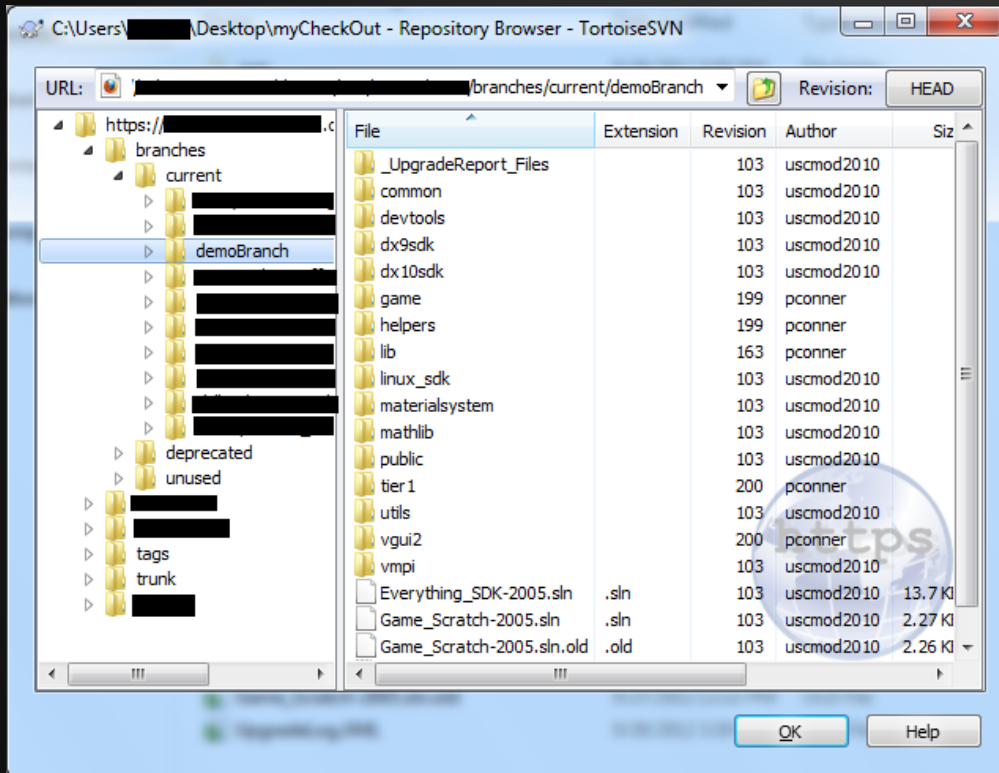 C:\Users\ \Desktop\myCheckOut - Repository Browser - TortoiseSVN
URL: /branches/current/demoBranch Revision: HEAD
https://
branches
current
demoBranch
deprecated
unused
tags
trunk
File Extension Revision Author Siz
_UpgradeReport_Files 103 uscmod2010
common 103 uscmod2010
devtools 103 uscmod2010
dx9sdk 103 uscmod2010
dx10sdk 103 uscmod2010
game 199 pconner
helpers 199 pconner
lib 163 pconner
linux_sdk 103 uscmod2010
materialsystem 103 uscmod2010
mathlib 103 uscmod2010
public 103 uscmod2010
tier1 200 pconner
utils 103 uscmod2010
vgui2 200 pconner
vmpi 103 uscmod2010
Everything_SDK-2005.sln .sln 103 uscmod2010 13.7 K
Game_Scratch-2005.sln .sln 103 uscmod2010 2.27 K
Game_Scratch-2005.sln.old .old 103 uscmod2010 2.26 K
https
OK Help